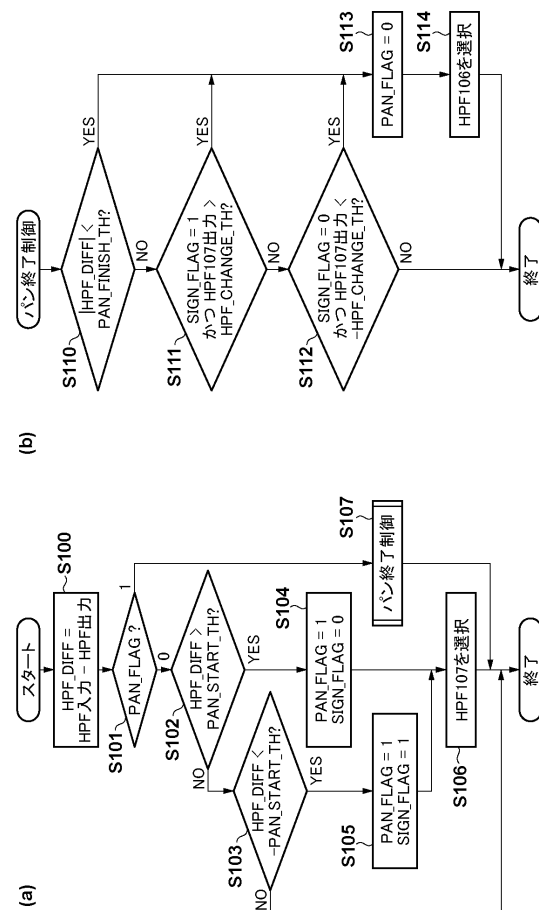 (a)
スタート
S100
HPF_DIFF =
HPF入力 - HPF出力
S101
PAN_FLAG ?
1
0
S102
HPF_DIFF >
PAN_START_TH?
NO
YES
S103
HPF_DIFF <
-PAN_START_TH?
NO
YES
S104
PAN_FLAG = 1
SIGN_FLAG = 0
S105
PAN_FLAG = 1
SIGN_FLAG = 1
S107
パン終了制御
S106
HPF107を選択
終了
(b)
パン終了制御
S110
|HPF_DIFF| <
PAN_FINISH_TH?
YES
NO
S111
SIGN_FLAG = 1
かつ HPF107出力 >
HPF_CHANGE_TH?
YES
NO
S112
SIGN_FLAG = 0
かつ HPF107出力 <
-HPF_CHANGE_TH?
YES
NO
S113
PAN_FLAG = 0
S114
HPF106を選択
終了